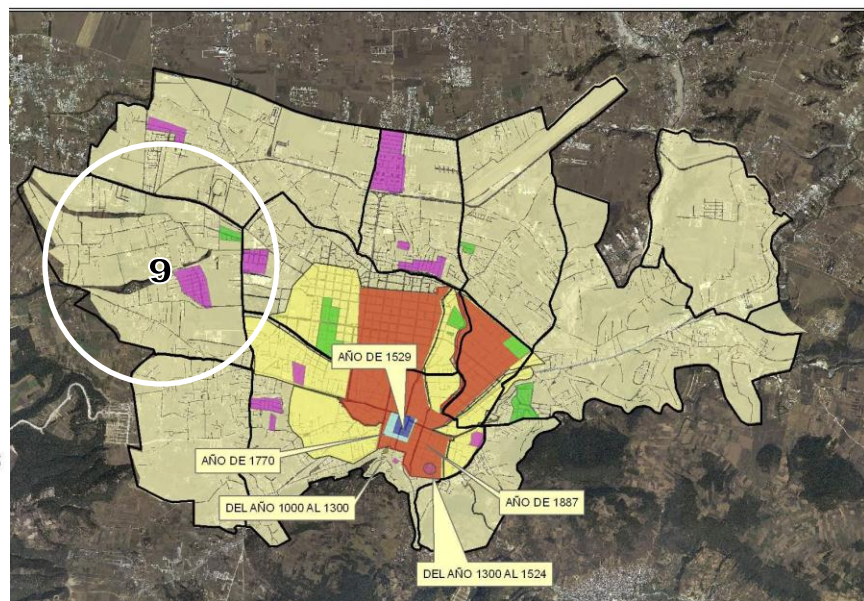 9
AÑO DE 1529
AÑO DE 1770
DEL AÑO 1000 AL 1300
AÑO DE 1887
DEL AÑO 1300 AL 1524